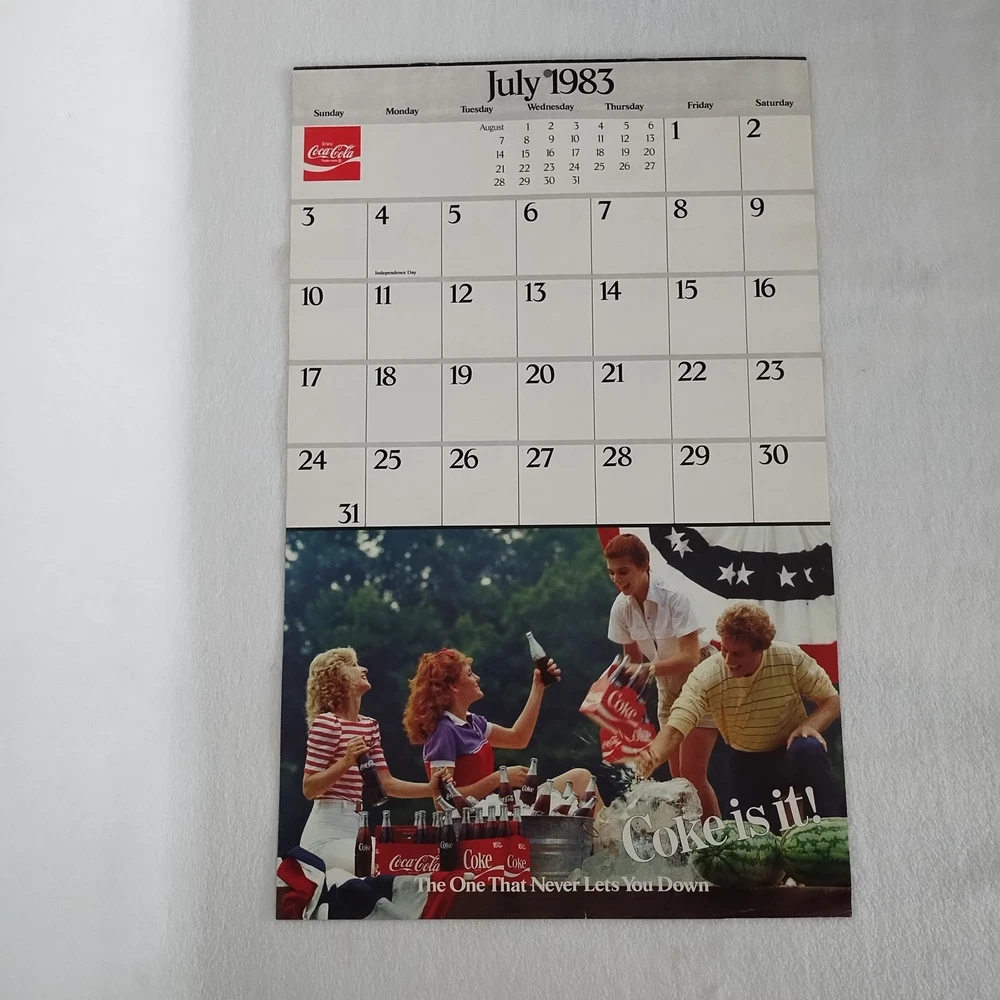 July 1983
Sunday Monday Tuesday Wednesday Thursday Friday Saturday
Enjoy
Coca-Cola
Trade-mark ®
August 1 2 3 4 5 6
7 8 9 10 11 12 13
14 15 16 17 18 19 20
21 22 23 24 25 26 27
28 29 30 31
1 2
3 4 5 6 7 8 9
Independence Day
10 11 12 13 14 15 16
17 18 19 20 21 22 23
24 25 26 27 28 29 30
31
Coke
Coke
Coca-Cola Coke Coke
Coke is it!
The One That Never Lets You Down